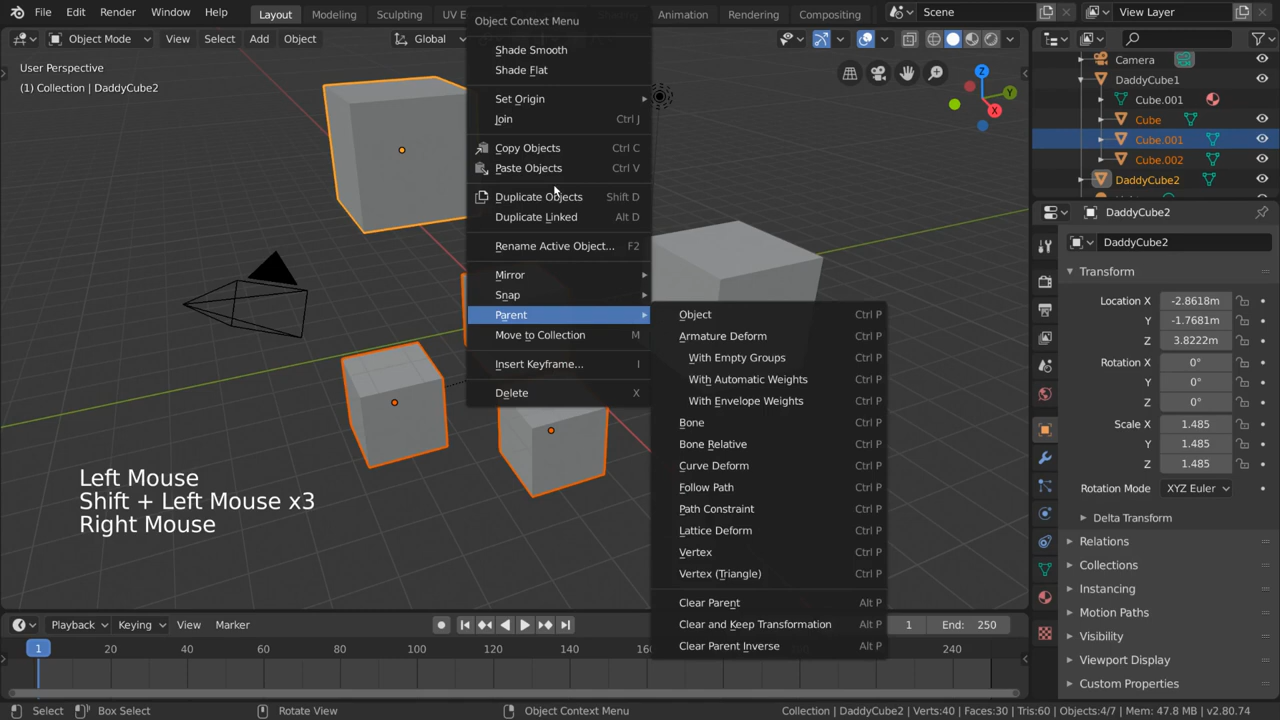 File Edit Render Window Help Layout Modeling Sculpting UV E Animation Rendering Compositing Scene View Layer
Object Mode View Select Add Object Global
User Perspective
(1) Collection | DaddyCube2
Object Context Menu
Shade Smooth
Shade Flat
Set Origin
Join Ctrl J
Copy Objects Ctrl C
Paste Objects Ctrl V
Duplicate Objects Shift D
Duplicate Linked Alt D
Rename Active Object... F2
Mirror
Snap
Parent
Move to Collection M
Insert Keyframe... I
Delete X
Object Ctrl P
Armature Deform Ctrl P
With Empty Groups Ctrl P
With Automatic Weights Ctrl P
With Envelope Weights Ctrl P
Bone Ctrl P
Bone Relative Ctrl P
Curve Deform Ctrl P
Follow Path Ctrl P
Path Constraint Ctrl P
Lattice Deform Ctrl P
Vertex Ctrl P
Vertex (Triangle) Ctrl P
Clear Parent Alt P
Clear and Keep Transformation Alt P
Clear Parent Inverse Alt P
Z
Y
X
Left Mouse
Shift + Left Mouse x3
Right Mouse
Camera
DaddyCube1
Cube.001
Cube
Cube.001
Cube.002
DaddyCube2
DaddyCube2
DaddyCube2
Transform
Location X -2.8618m
Y -1.7681m
Z 3.8222m
Rotation X 0°
Y 0°
Z 0°
Scale X 1.485
Y 1.485
Z 1.485
Rotation Mode XYZ Euler
Delta Transform
Relations
Collections
Instancing
Motion Paths
Visibility
Viewport Display
Custom Properties
Playback Keying View Marker 1 End: 250
1 20 40 60 80 100 120 140 160 240
Select Box Select Rotate View Object Context Menu Collection | DaddyCube2 | Verts:40 | Faces:30 | Tris:60 | Objects:4/7 | Mem: 47.8 MB | v2.80.74